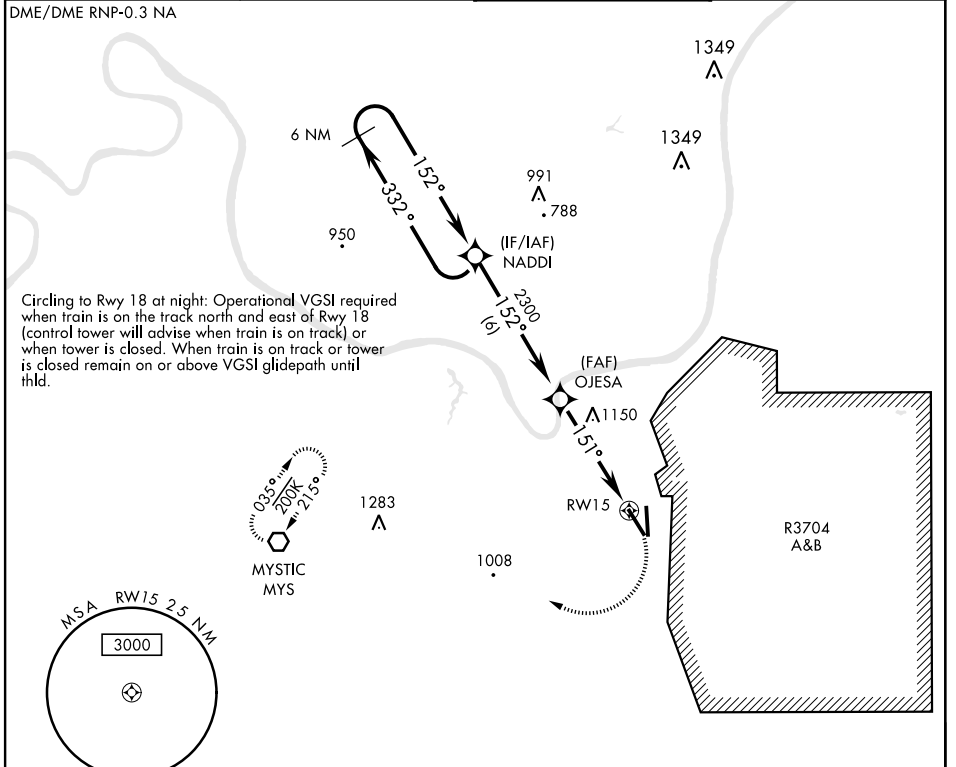 DME/DME RNP-0.3 NA
1349
6 NM
1349
152°
991
332°
788
950
(IF/IAF)
NADDI
Circling to Rwy 18 at night: Operational VGSI required
when train is on the track north and east of Rwy 18
(control tower will advise when train is on track) or
when tower is closed. When train is on track or tower
is closed remain on or above VGSI glidepath until
thld.
2300
152°
(6)
(FAF)
OJESA
1150
151°
035°
200K
215°
1283
RW15
R3704
A&B
MYSTIC
MYS
1008
MSA RW15 25 NM
3000